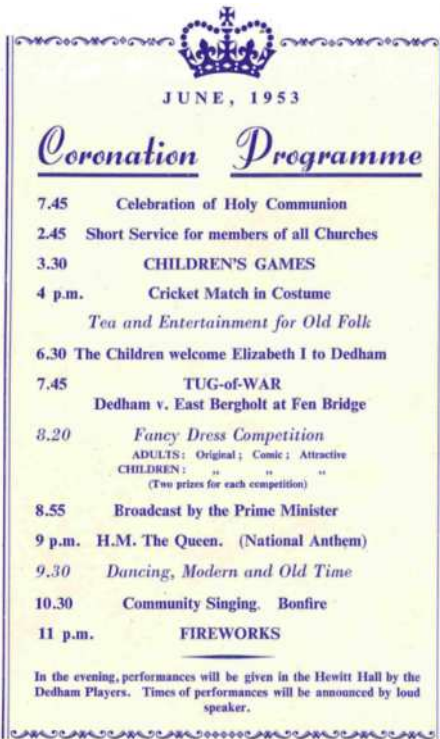 JUNE, 1953
Coronation Programme
7.45 Celebration of Holy Communion
2.45 Short Service for members of all Churches
3.30 CHILDREN'S GAMES
4 p.m. Cricket Match in Costume
Tea and Entertainment for Old Folk
6.30 The Children welcome Elizabeth I to Dedham
7.45 TUG-of-WAR
Dedham v. East Bergholt at Fen Bridge
8.20 Fancy Dress Competition
ADULTS: Original; Comic; Attractive
CHILDREN: ,, ,, ,,
(Two prizes for each competition)
8.55 Broadcast by the Prime Minister
9 p.m. H.M. The Queen. (National Anthem)
9.30 Dancing, Modern and Old Time
10.30 Community Singing. Bonfire
11 p.m. FIREWORKS
In the evening, performances will be given in the Hewitt Hall by the
Dedham Players. Times of performances will be announced by loud
speaker.